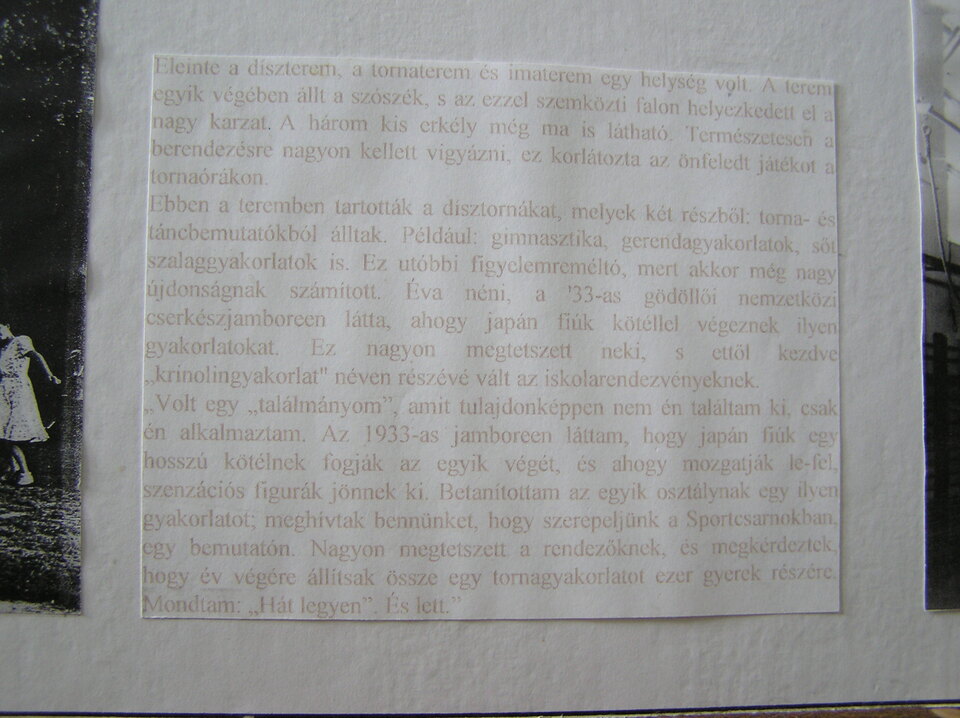 Eleinte a díszterem, a tornaterem és imaterem egy helység volt. A terem
egyik végében állt a szószék, s az ezzel szemközti falon helyezkedett el a
nagy karzat. A három kis erkély még ma is látható. Természetesen a
berendezésre nagyon kellett vigyázni, ez korlátozta az önfeledt játékot a
tornaórákon.
Ebben a teremben tartották a dísztornákat, melyek két részből: torna- és
táncbemutatókból álltak. Például: gimnasztika, gerendagyakorlatok, sőt
szalaggyakorlatok is. Ez utóbbi figyelemreméltó, mert akkor még nagy
újdonságnak számított. Éva néni, a '33-as gödöllői nemzetközi
cserkészjamboreen látta, ahogy japán fiúk kötéllel végeznek ilyen
gyakorlatokat. Ez nagyon megtetszett neki, s ettől kezdve
„krinolingyakorlat" néven részévé vált az iskolarendezvényeknek.
„Volt egy „találmányom”, amit tulajdonképpen nem én találtam ki, csak
én alkalmaztam. Az 1933-as jamboreen láttam, hogy japán fiúk egy
hosszú kötélnek fogják az egyik végét, és ahogy mozgatják le-fel,
szenzációs figurák jönnek ki. Betanítottam az egyik osztálynak egy ilyen
gyakorlatot; meghívtak bennünket, hogy szerepeljünk a Sportcsarnokban,
egy bemutatón. Nagyon megtetszett a rendezőknek, és megkérdeztek,
hogy év végére állítsak össze egy tornagyakorlatot ezer gyerek részére.
Mondtam: „Hát legyen”. És lett.”